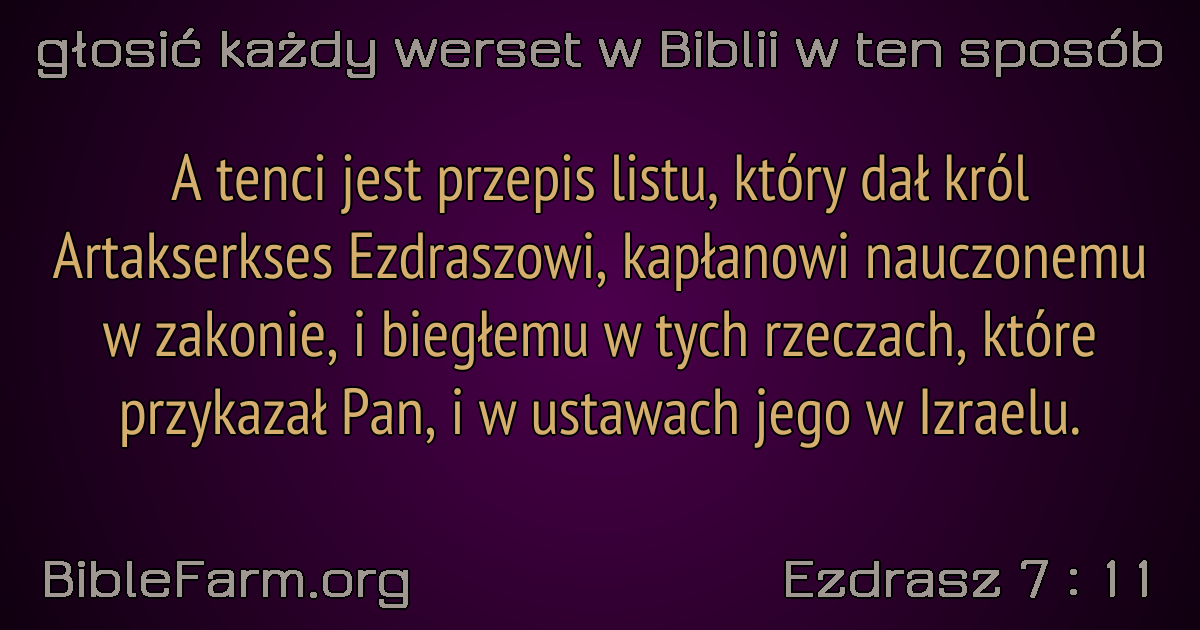 głosić każdy werset w Biblii w ten sposób
A tenci jest przepis listu, który dał król
Artakserkses Ezdraszowi, kapłanowi nauczonemu
w zakonie, i biegłemu w tych rzeczach, które
przykazał Pan, i w ustawach jego w Izraelu.
BibleFarm.org
Ezdrasz 7 : 11